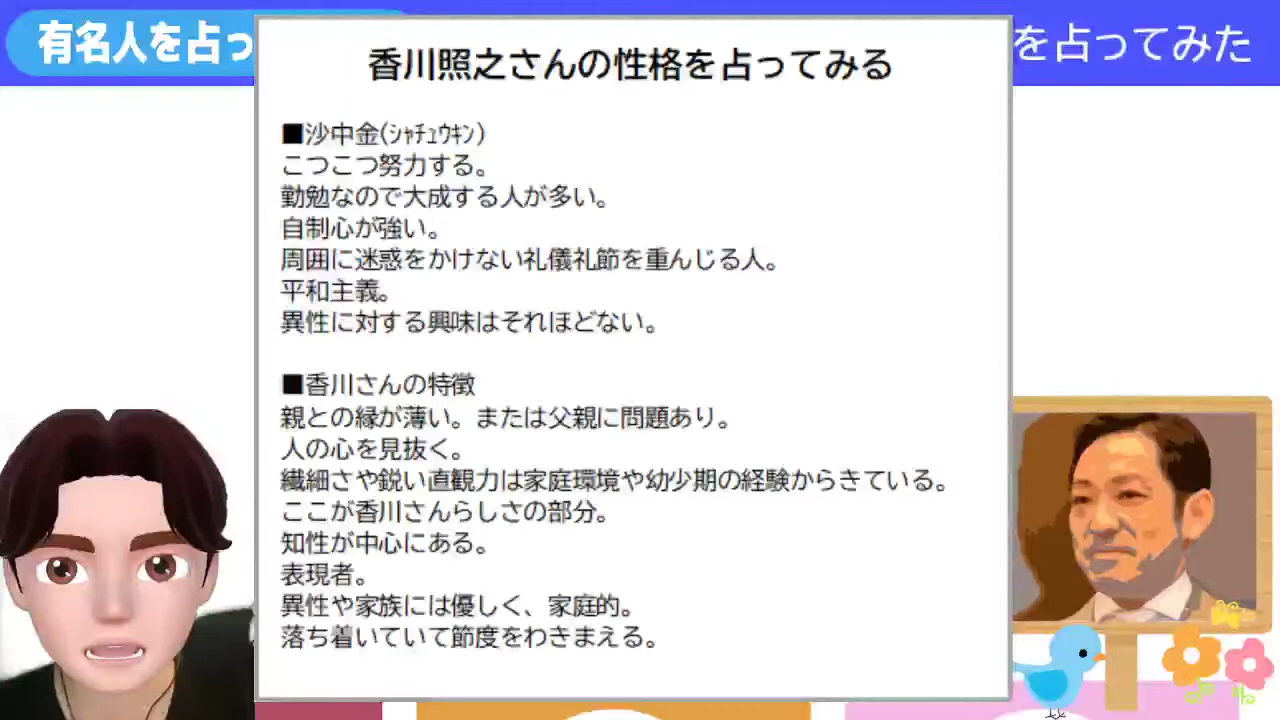 有名人を占っ
を占ってみた
香川照之さんの性格を占ってみる
■沙中金(ｼｬﾁｭｳｷﾝ)
こつこつ努力する。
勤勉なので大成する人が多い。
自制心が強い。
周囲に迷惑をかけない礼儀礼節を重んじる人。
平和主義。
異性に対する興味はそれほどない。
■香川さんの特徴
親との縁が薄い。または父親に問題あり。
人の心を見抜く。
繊細さや鋭い直観力は家庭環境や幼少期の経験からきている。
ここが香川さんらしさの部分。
知性が中心にある。
表現者。
異性や家族には優しく、家庭的。
落ち着いていて節度をわきまえる。